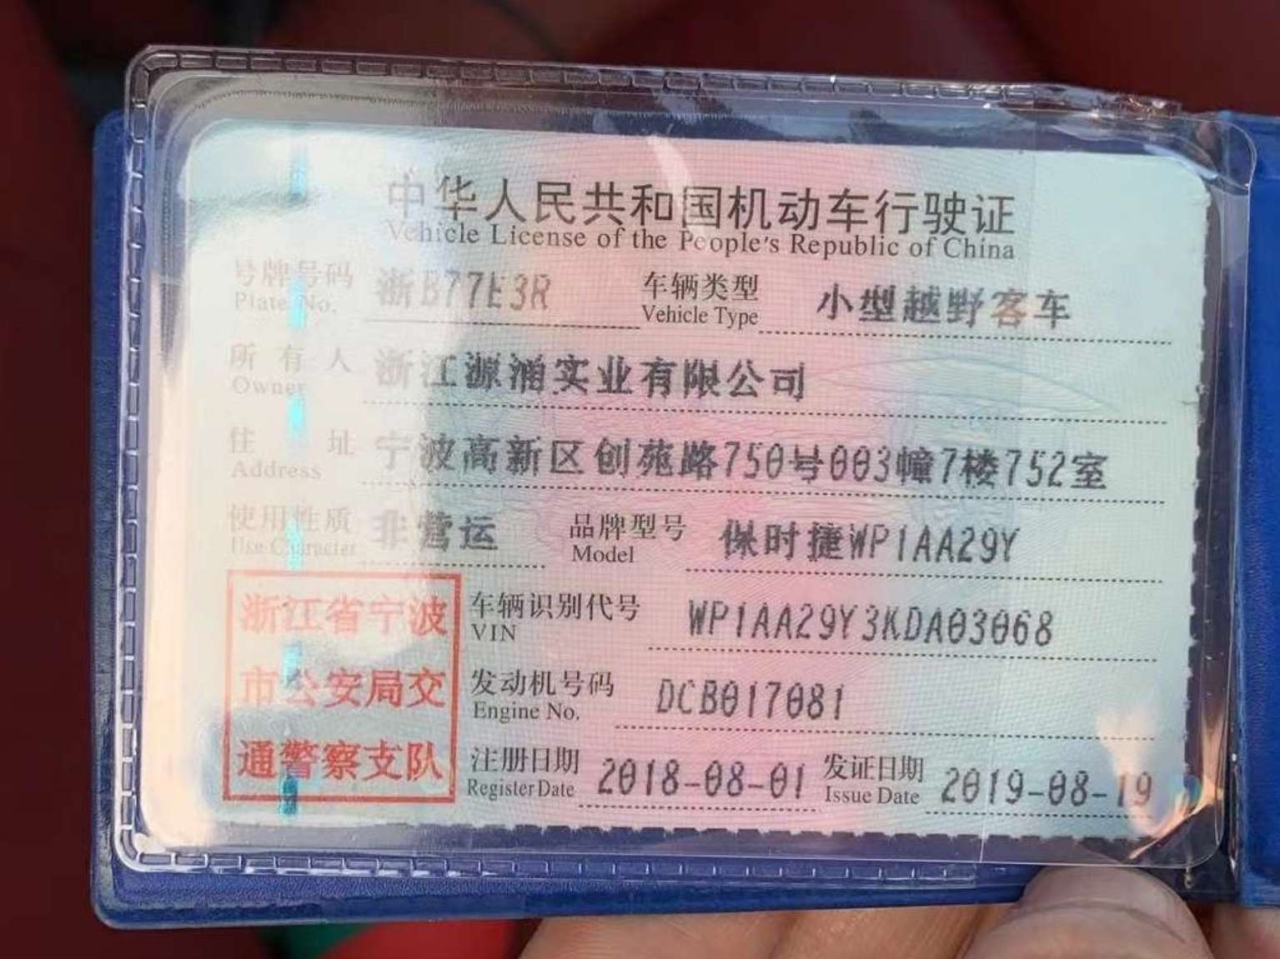 中华人民共和国机动车行驶证
Vehicle License of the People's Republic of China
号牌号码 浙B77E3R 车辆类型 小型越野客车
Plate No. Vehicle Type
所有人 浙江源涌实业有限公司
Owner
住址 宁波高新区创苑路750号003幢7楼752室
Address
使用性质 非营运 品牌型号 保时捷WP1AA29Y
Use Character Model
浙江省宁波
市公安局交
通警察支队
车辆识别代号 WP1AA29Y3KDA03068
VIN
发动机号码 DCB017081
Engine No.
注册日期 2018-08-01 发证日期 2019-08-19
Register Date Issue Date